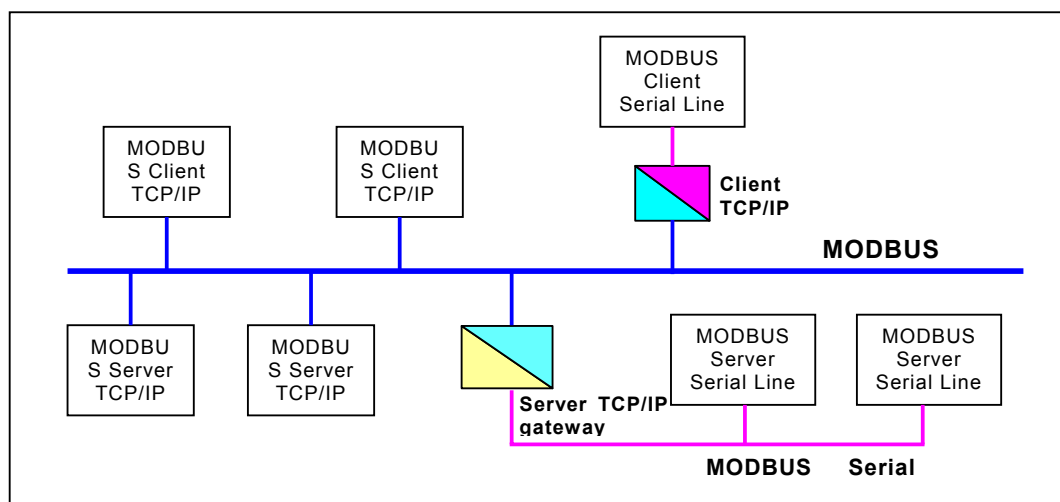 MODBUS
Client
Serial Line
MODBU
S Client
TCP/IP
MODBU
S Client
TCP/IP
Client
TCP/IP
MODBUS
MODBU
S Server
TCP/IP
MODBU
S Server
TCP/IP
Server TCP/IP
gateway
MODBUS
Server
Serial Line
MODBUS
Server
Serial Line
MODBUS Serial